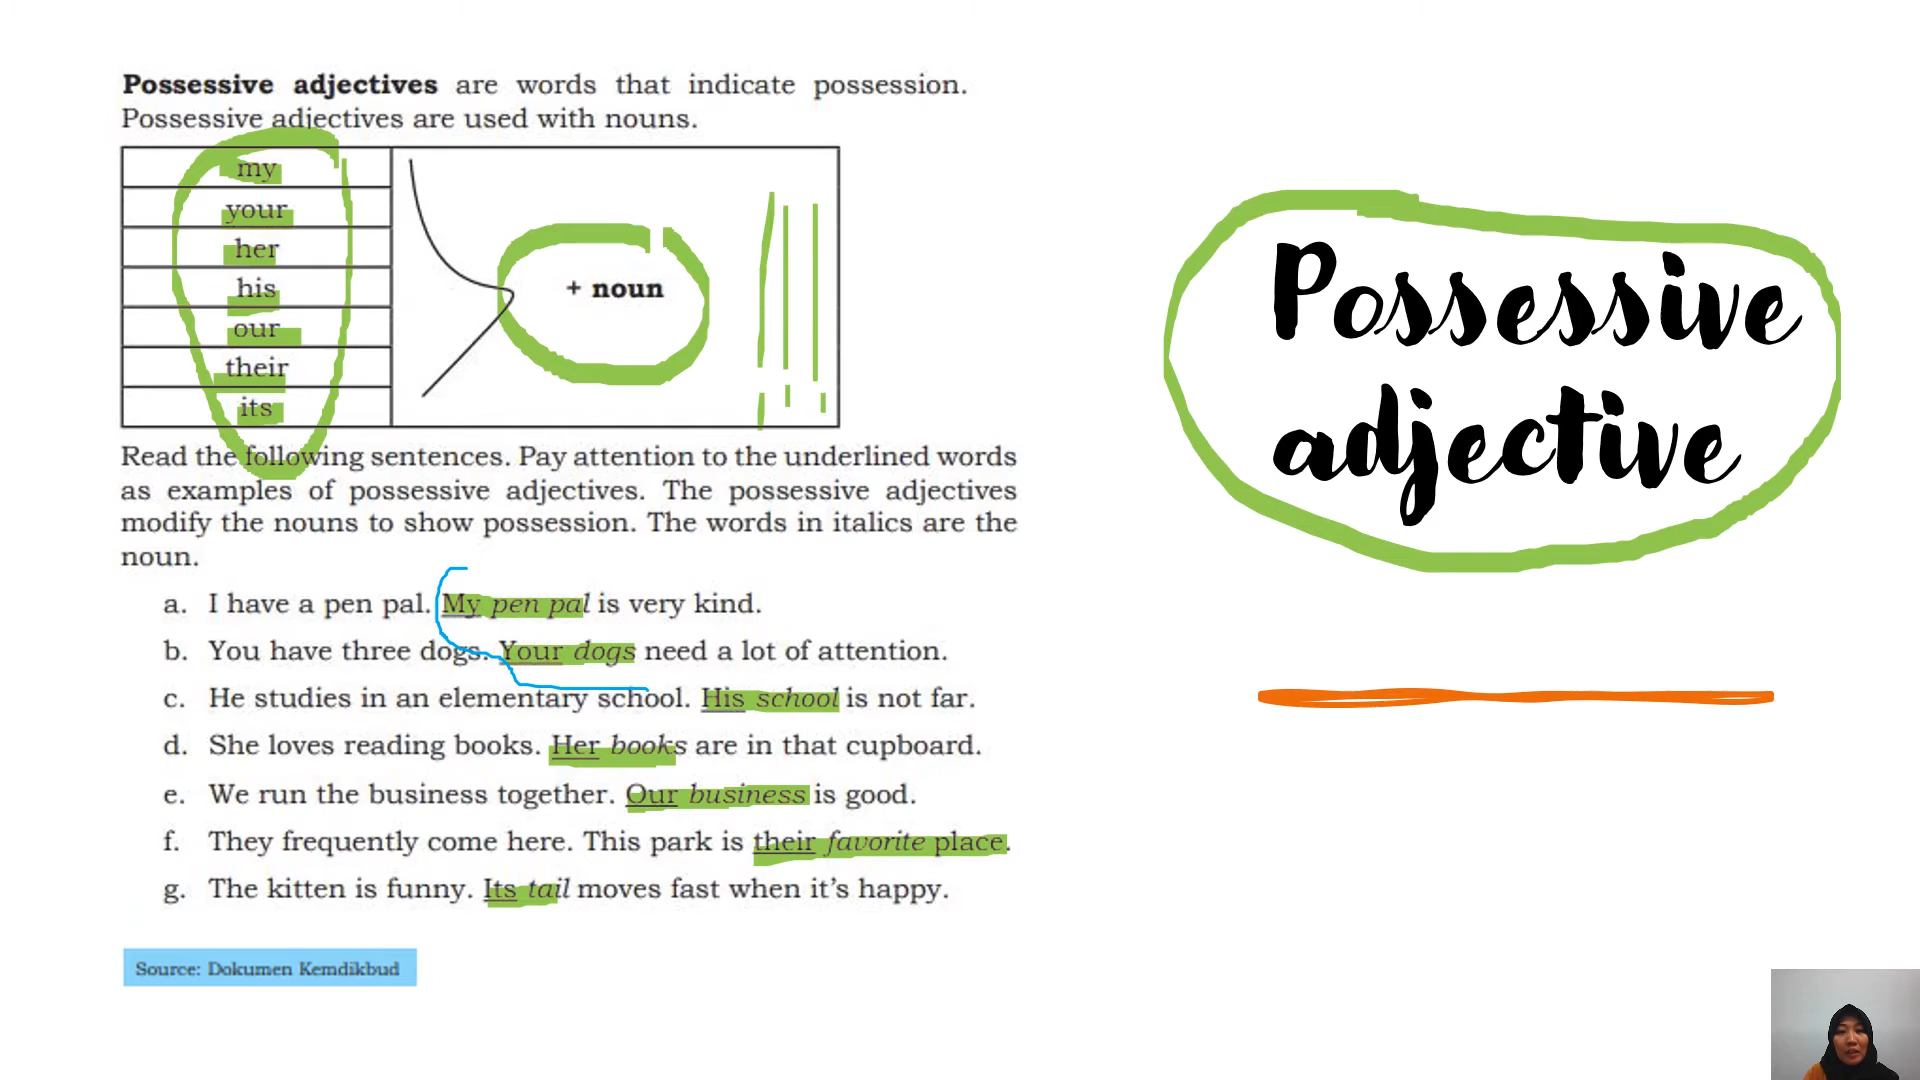 Possessive adjectives are words that indicate possession.
Possessive adjectives are used with nouns.
my
your
her
his
our
their
its
+ noun
Read the following sentences. Pay attention to the underlined words
as examples of possessive adjectives. The possessive adjectives
modify the nouns to show possession. The words in italics are the
noun.
a. I have a pen pal. My pen pal is very kind.
b. You have three dogs. Your dogs need a lot of attention.
c. He studies in an elementary school. His school is not far.
d. She loves reading books. Her books are in that cupboard.
e. We run the business together. Our business is good.
f. They frequently come here. This park is their favorite place.
g. The kitten is funny. Its tail moves fast when it's happy.
Source: Dokumen Kemdikbud
Possessive
adjective